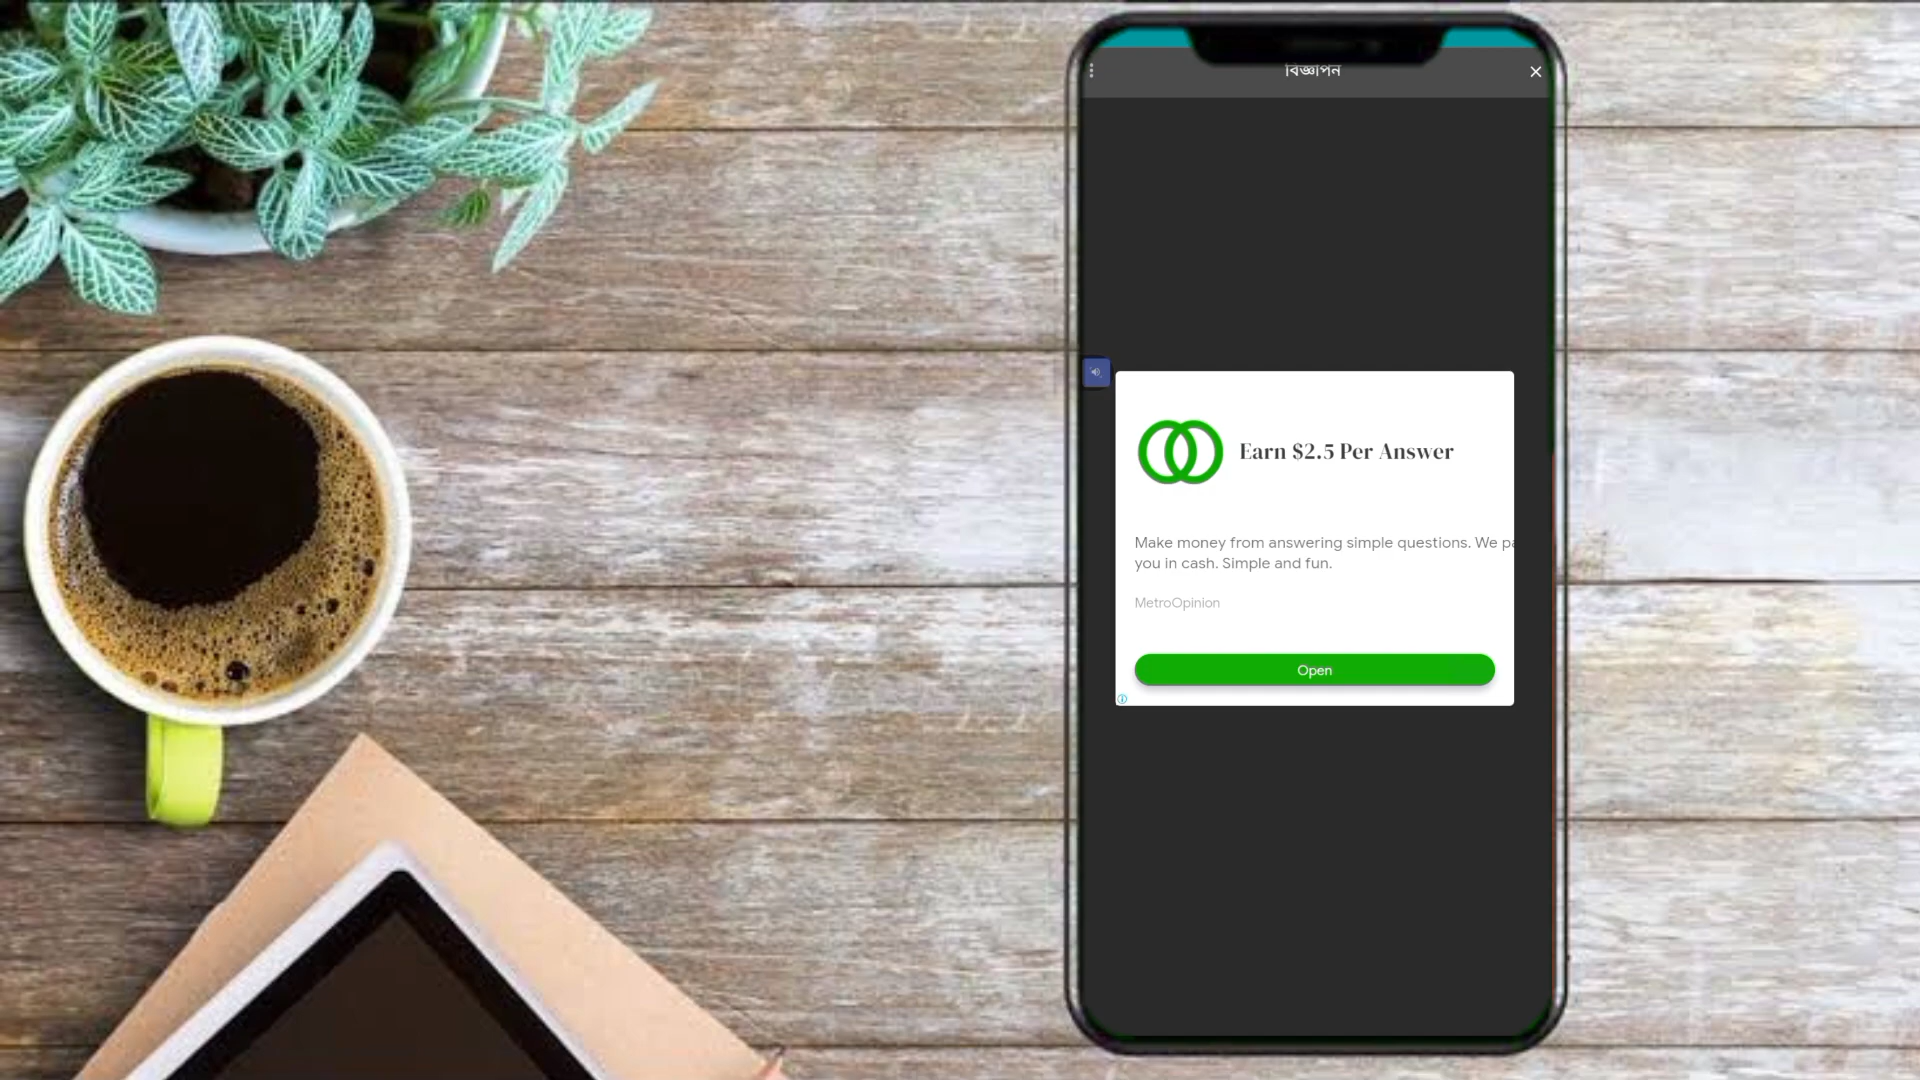 বিজ্ঞাপন
Earn $2.5 Per Answer
Make money from answering simple questions. We pa
you in cash. Simple and fun.
MetroOpinion
Open